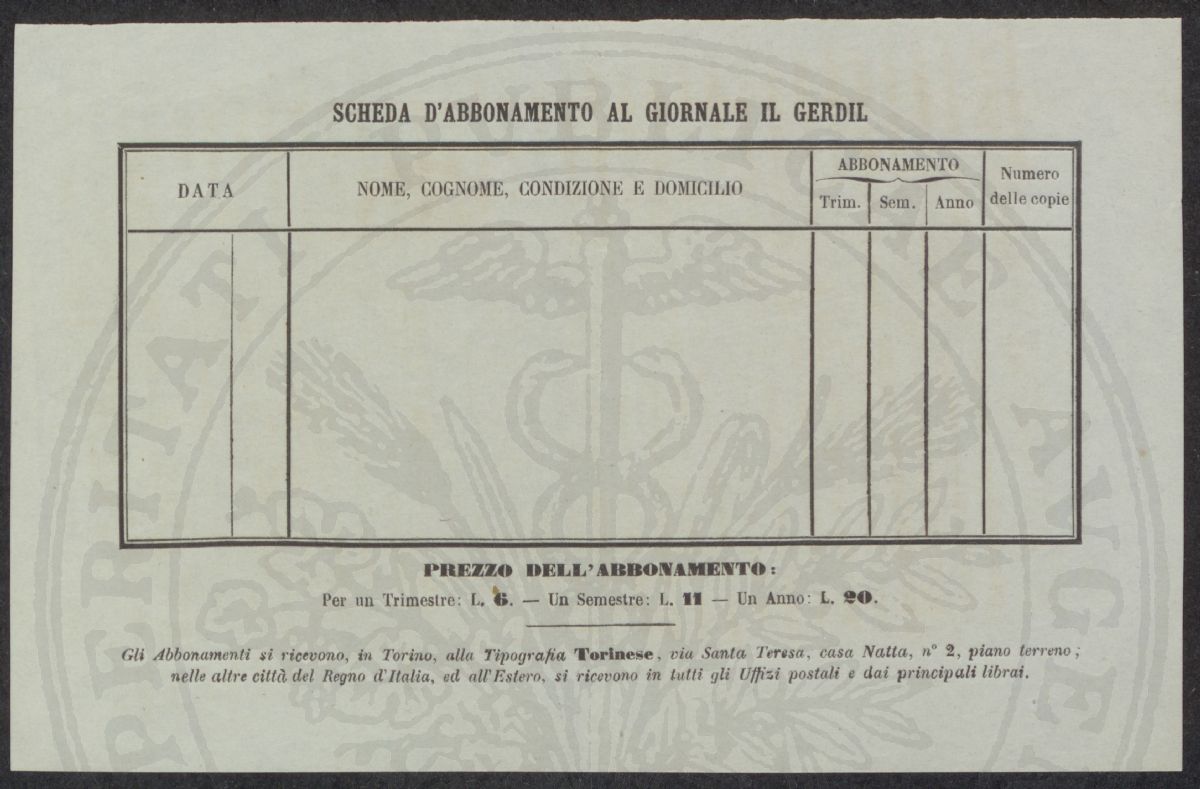 SCHEDA D'ABBONAMENTO AL GIORNALE IL GERDIL
DATA
NOME, COGNOME, CONDIZIONE E DOMICILIO
ABBONAMENTO
Trim. Sem. Anno
Numero
delle copie
PREZZO DELL'ABBONAMENTO:
Per un Trimestre: L. 6. — Un Semestre: L. 11 — Un Anno: L. 20.
Gli Abbonamenti si ricevono, in Torino, alla Tipografia Torinese, via Santa Teresa, casa Natta, n° 2, piano terreno;
nelle altre città del Regno d'Italia, ed all'Estero, si ricevono in tutti gli Uffizi postali e dai principali librai.
PERITATI PUBLICAE AUGE